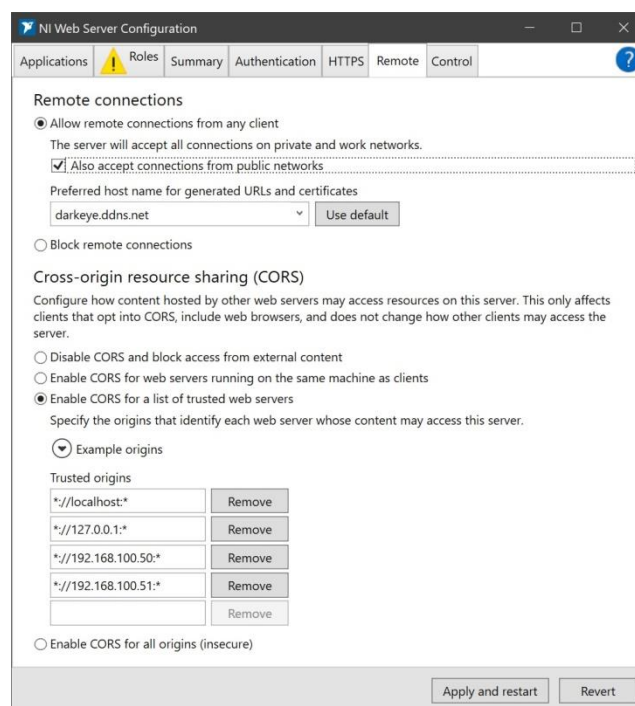 NI Web Server Configuration
Applications Roles Summary Authentication HTTPS Remote Control ?
Remote connections
Allow remote connections from any client
The server will accept all connections on private and work networks.
Also accept connections from public networks
Preferred host name for generated URLs and certificates
darkeye.ddns.net Use default
Block remote connections
Cross-origin resource sharing (CORS)
Configure how content hosted by other web servers may access resources on this server. This only affects
clients that opt into CORS, include web browsers, and does not change how other clients may access the
server.
Disable CORS and block access from external content
Enable CORS for web servers running on the same machine as clients
Enable CORS for a list of trusted web servers
Specify the origins that identify each web server whose content may access this server.
Example origins
Trusted origins
*://localhost:* Remove
*://127.0.0.1:* Remove
*://192.168.100.50:* Remove
*://192.168.100.51:* Remove
Remove
Enable CORS for all origins (insecure)
Apply and restart Revert